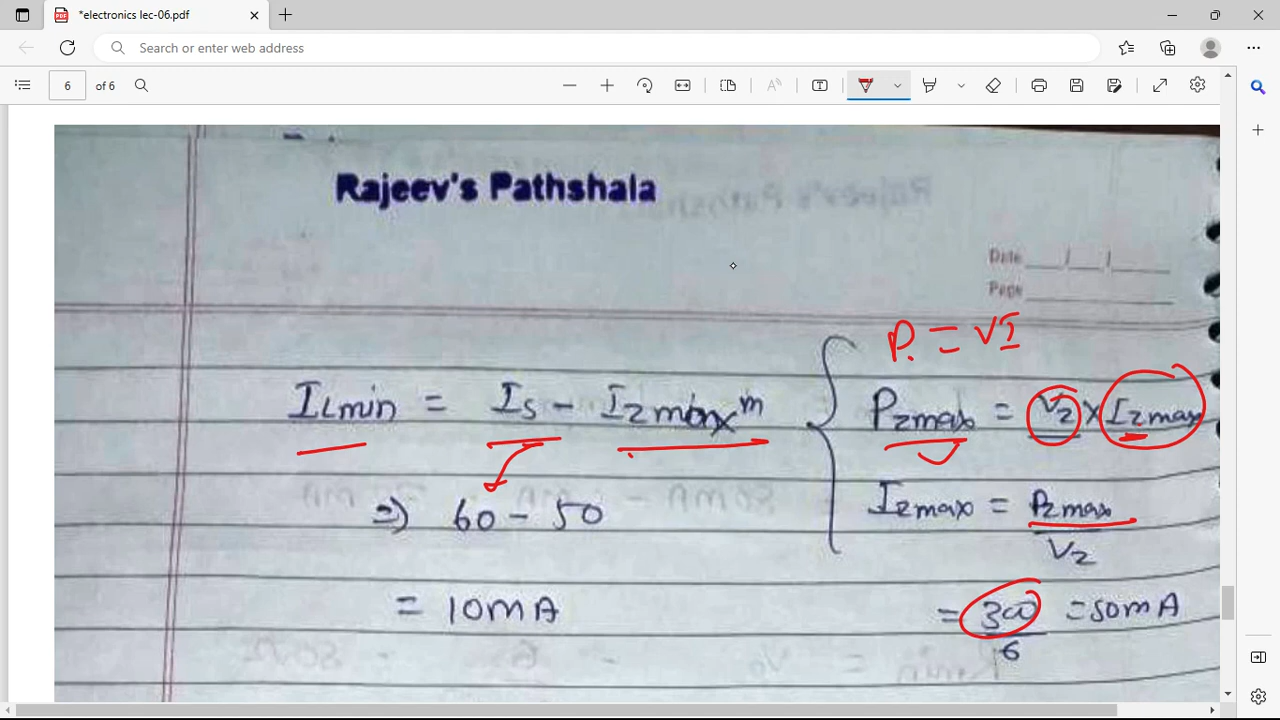 *electronics lec-06.pdf
Search or enter web address
6 of 6
Rajeev's Pathshala
Date
Page
P = VI
ILmin = Is - Izmaxm
Pzmax = Vz × Izmax
Izmax = Pzmax
Vz
=) 60 - 50
= 10mA
= 300 = 50mA
6